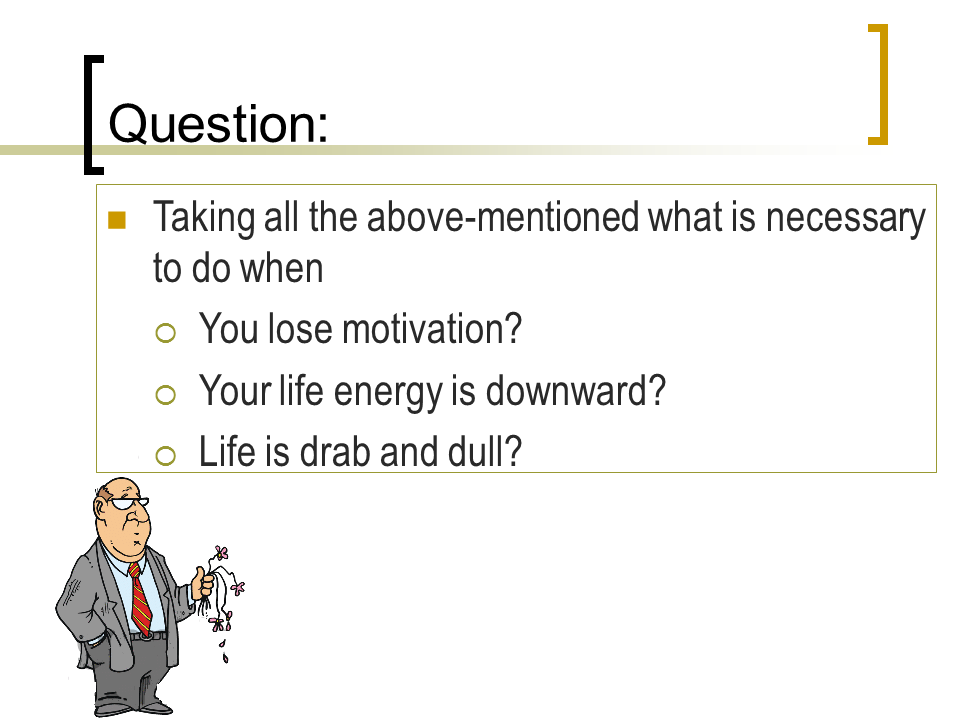 Question:
Taking all the above-mentioned what is necessary
to do when
You lose motivation?
Your life energy is downward?
Life is drab and dull?